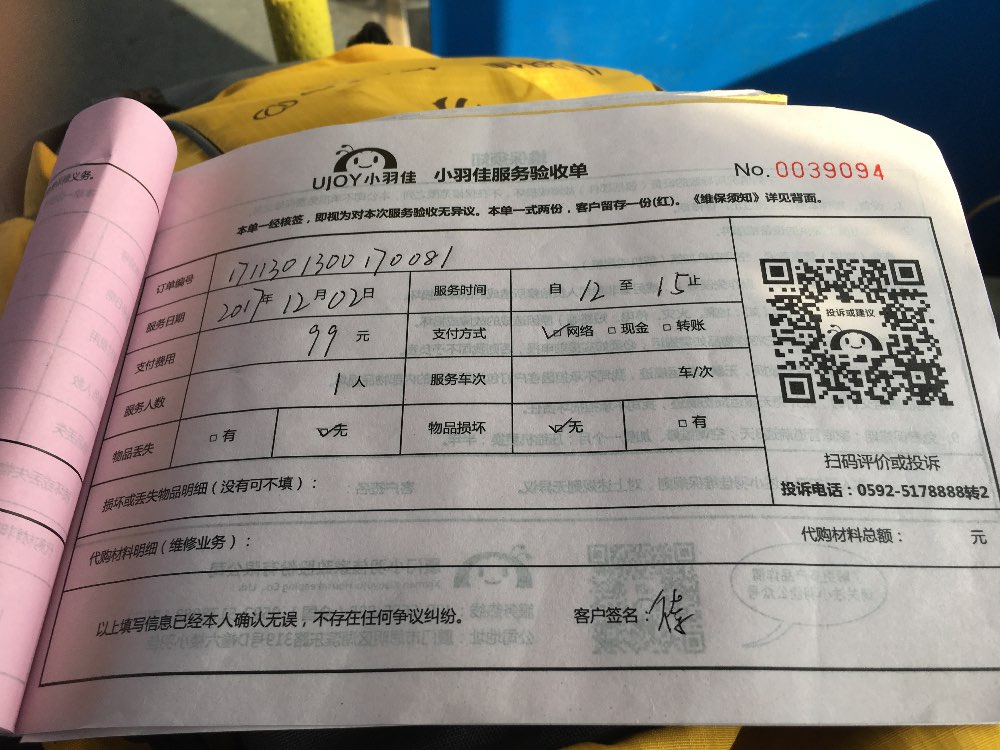 UJOY小羽佳 小羽佳服务验收单 No. 0039094
本单一经核签，即视为对本次服务验收无异议。本单一式两份，客户留存一份(红)。《维保须知》详见背面。
订单编号 1711301300170081
服务日期 2017年12月02日 服务时间 自12至15止
支付费用 99元 支付方式 ☑网络 □现金 □转账
服务人数 1人 服务车次 车/次
物品丢失 □有 ☑无 物品损坏 ☑无 □有
损坏或丢失物品明细（没有可不填）：
投诉或建议
扫码评价或投诉
投诉电话：0592-5178888转2
代购材料明细（维修业务）： 代购材料总额： 元
以上填写信息已经本人确认无误，不存在任何争议纠纷。 客户签名：
义务。